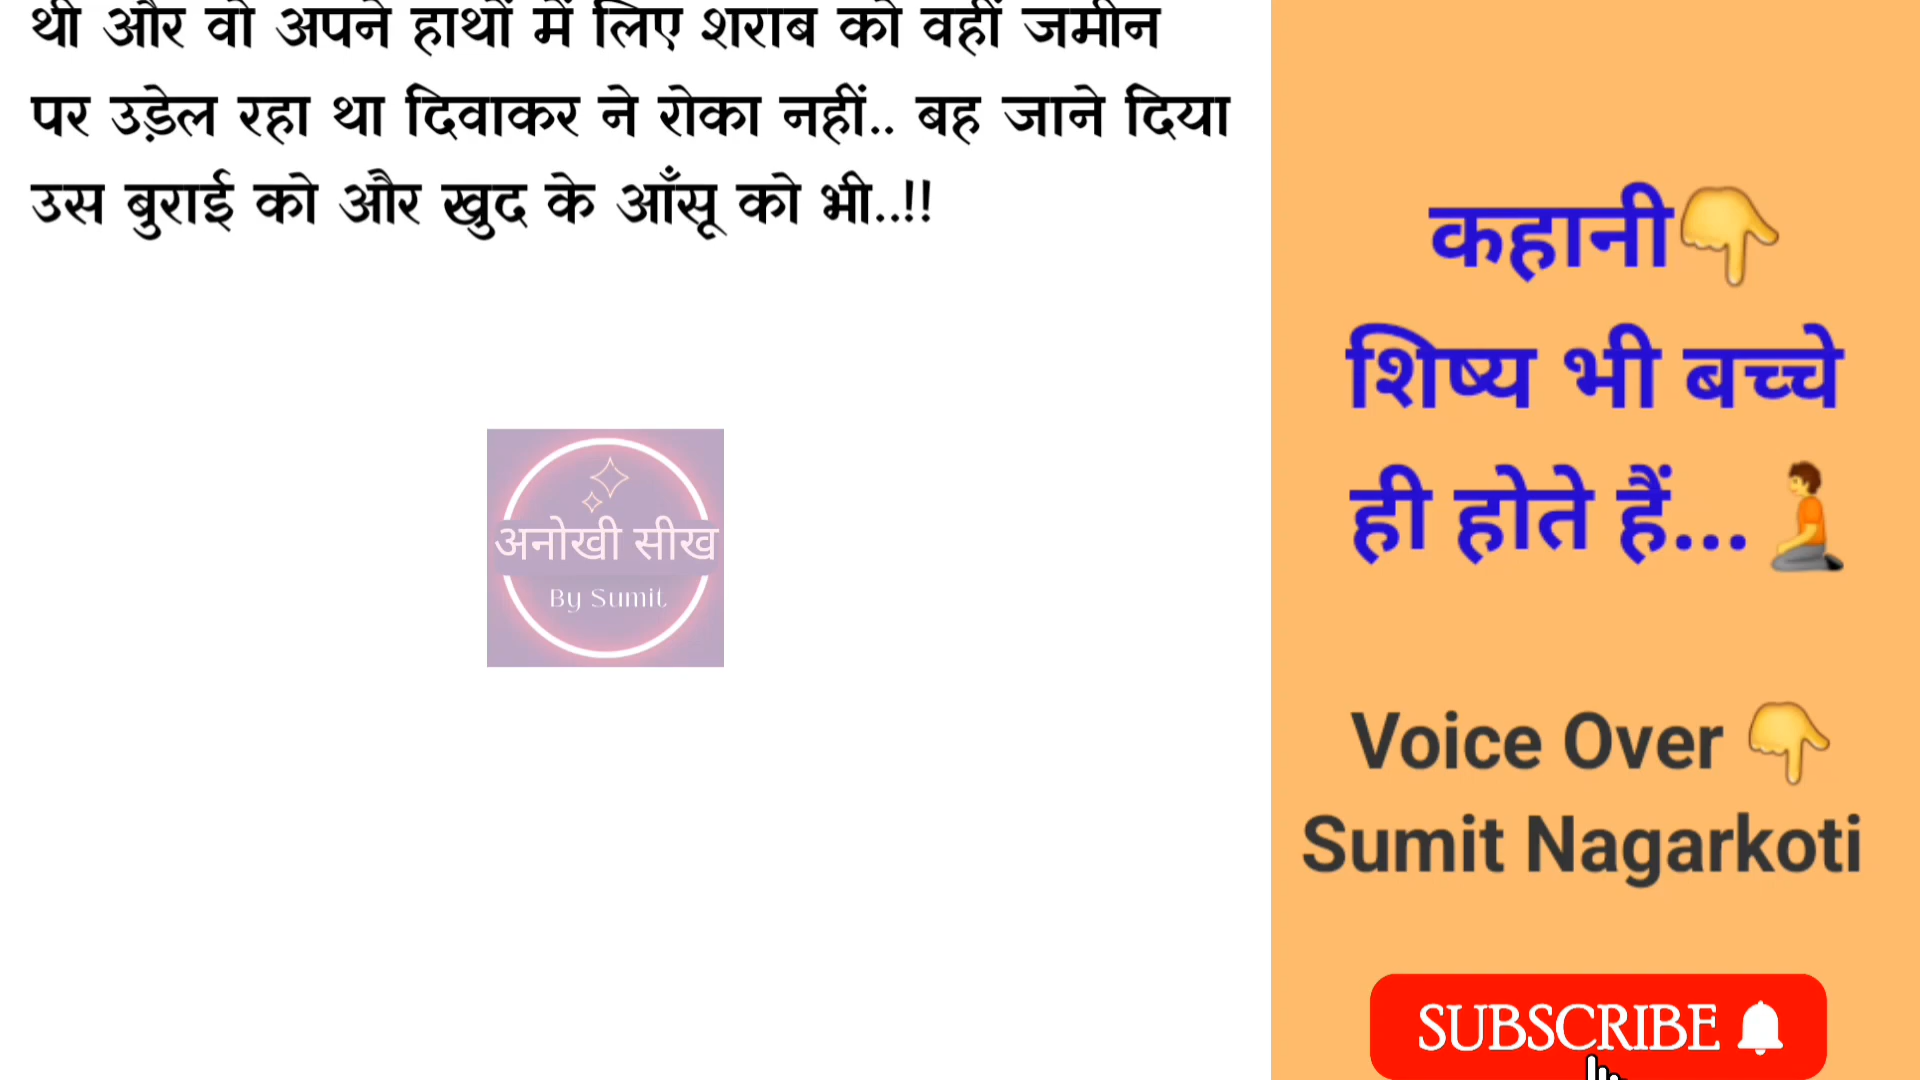 थी और वो अपने हाथों में लिए शराब को वहीं जमीन
पर उड़ेल रहा था दिवाकर ने रोका नहीं.. बह जाने दिया
उस बुराई को और खुद के आँसू को भी..!!
अनोखी सीख
By Sumit
कहानी👇
शिष्य भी बच्चे
ही होते हैं...
Voice Over 👇
Sumit Nagarkoti
SUBSCRIBE